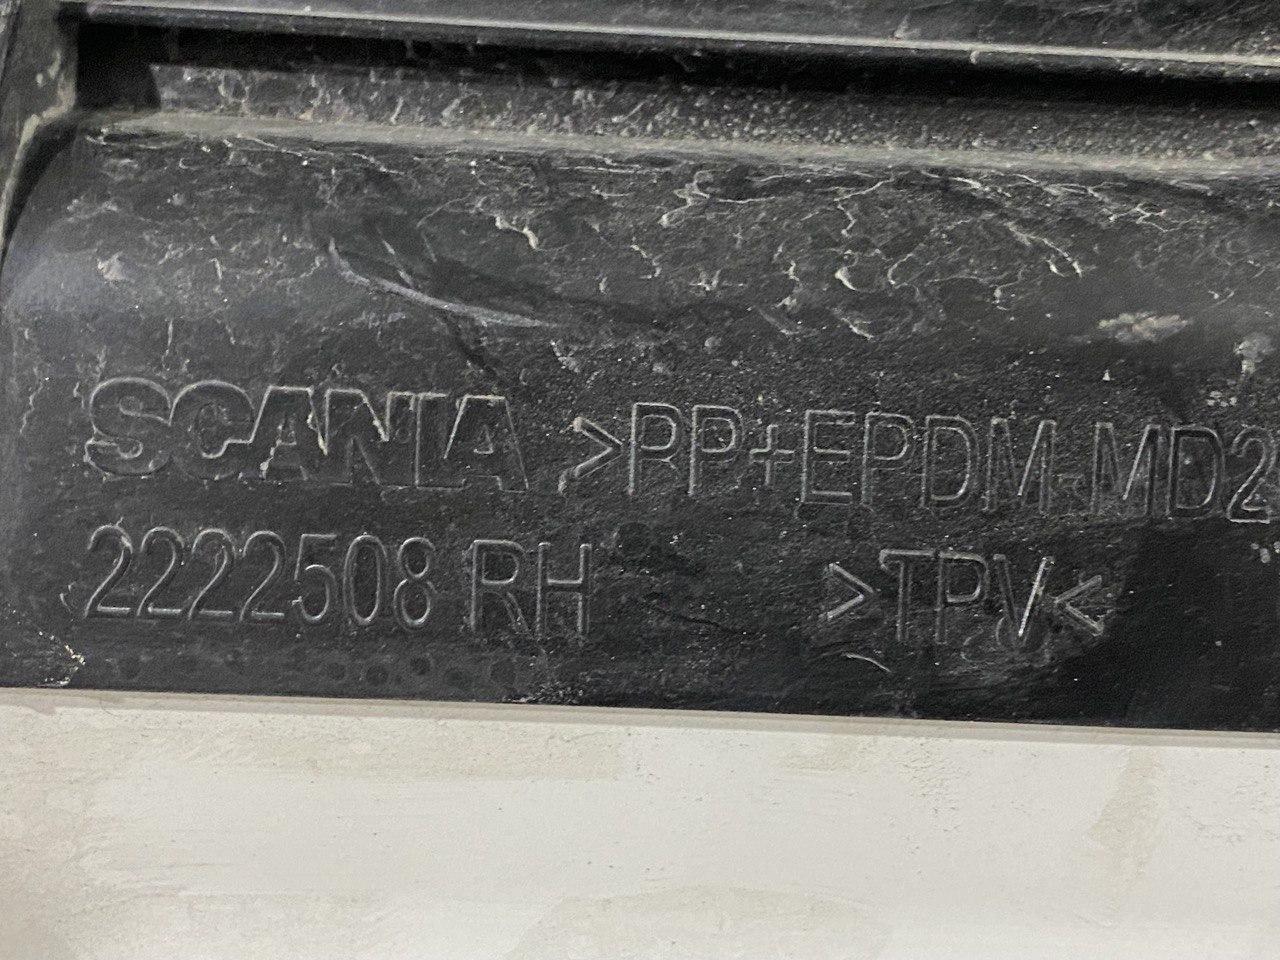 SCANIA >PP+EPDM-MD2
2222508 RH >TPV<